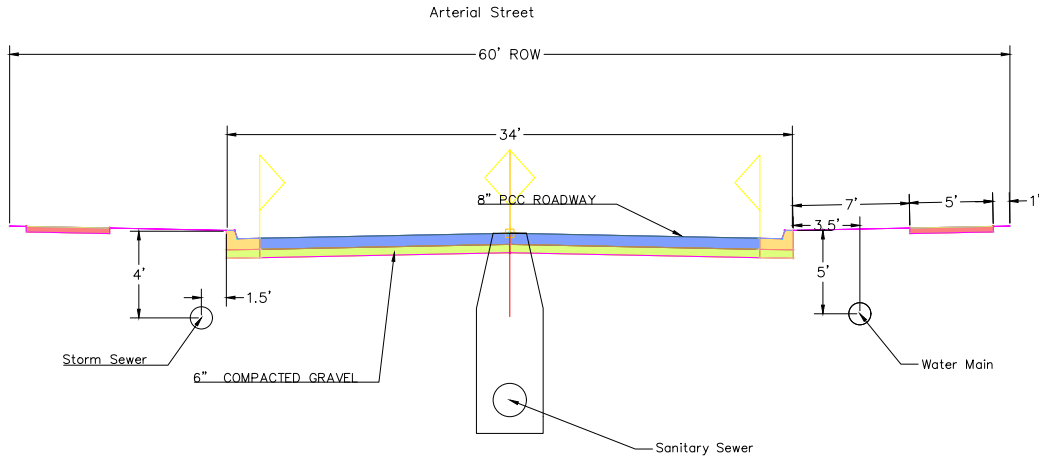 Arterial Street
60' ROW
34'
8" PCC ROADWAY
7'
5'
1'
3.5'
4'
5'
1.5'
Storm Sewer
6" COMPACTED GRAVEL
Water Main
Sanitary Sewer